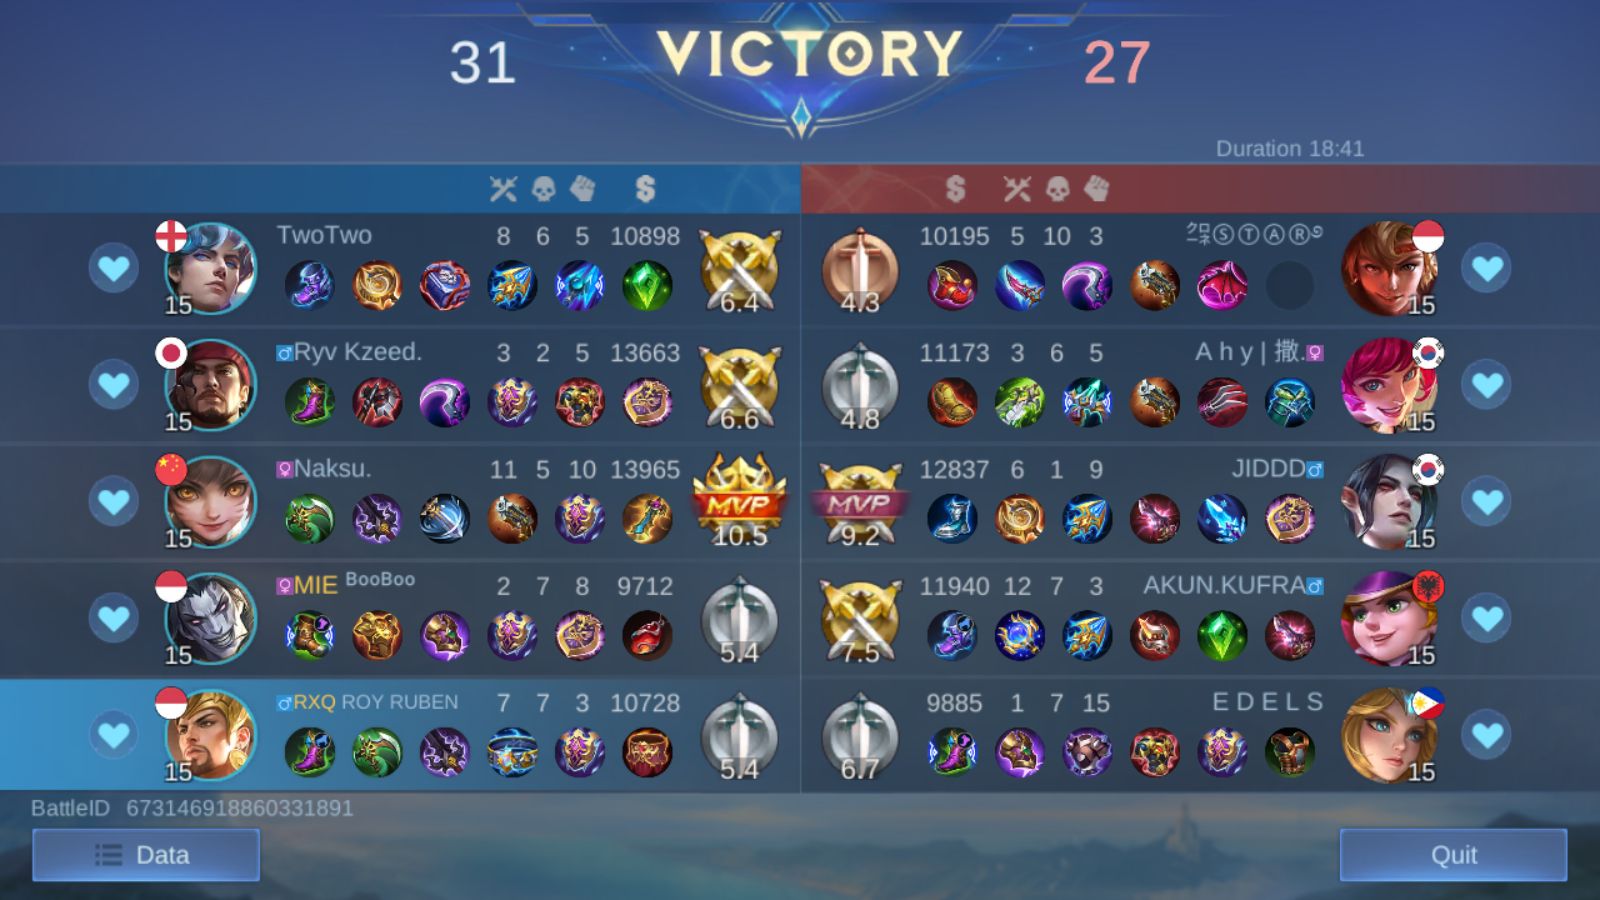 31 VICTORY 27
Duration 18:41
TwoTwo 8 6 5 10898
15 6.4
10195 5 10 3 ⓈⓉⒶⓇ
4.3 15
Ryv Kzeed. 3 2 5 13663
15 6.6
11173 3 6 5 A h y | 撒.
4.8 15
Naksu. 11 5 10 13965
MVP
15 10.5
12837 6 1 9 JIDDD
MVP
9.2 15
MIE BooBoo 2 7 8 9712
15 5.4
11940 12 7 3 AKUN.KUFRA
7.5 15
RXQ ROY RUBEN 7 7 3 10728
15 5.4
9885 1 7 15 E D E L S
6.7 15
BattleID 673146918860331891
Data
Quit